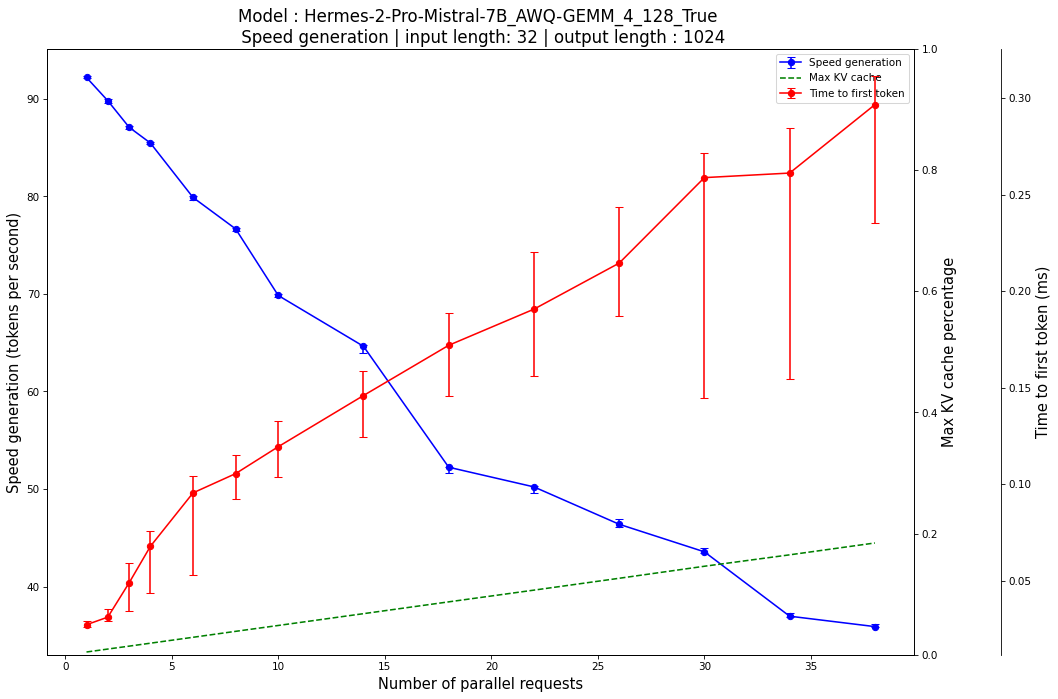 Model : Hermes-2-Pro-Mistral-7B_AWQ-GEMM_4_128_True
Speed generation | input length: 32 | output length : 1024
Speed generation
Max KV cache
Time to first token
Speed generation (tokens per second)
90
80
70
60
50
40
0
5
10
15
20
25
30
35
Number of parallel requests
1.0
0.8
0.6
0.4
0.2
0.0
Max KV cache percentage
0.30
0.25
0.20
0.15
0.10
0.05
Time to first token (ms)